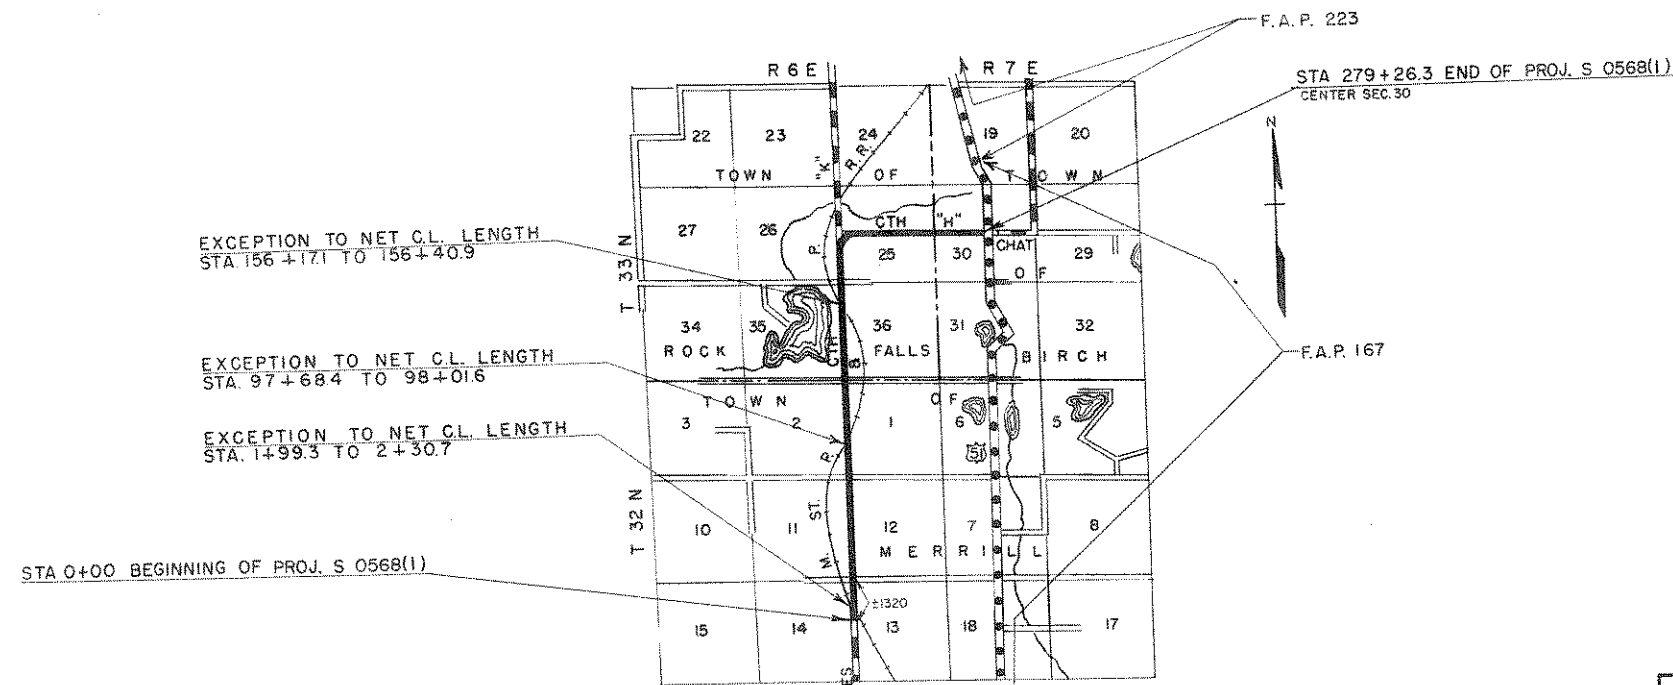 F.A.P. 223
R 6 E
R 7 E
STA 279+26.3 END OF PROJ. S 0568(1)
CENTER SEC. 30
N
22
23
24
19
20
"K"
R.R.
TOWN OF
TOWN
27
26
CTH "H"
25
30
CHAT
29
OF
P.
T 33 N
EXCEPTION TO NET C.L. LENGTH
STA. 156+17.1 TO 156+40.9
34
35
36
31
32
ROCK FALLS
BIRCH
CTH
F.A.P. 167
EXCEPTION TO NET C.L. LENGTH
STA. 97+68.4 TO 98+01.6
TOWN OF
3
2
1
6
5
51
EXCEPTION TO NET C.L. LENGTH
STA. 1+99.3 TO 2+30.7
P.
T 32 N
10
11
ST.
12
7
8
M.
MERRILL
STA 0+00 BEGINNING OF PROJ. S 0568(1)
±1320
15
14
13
18
17
ES